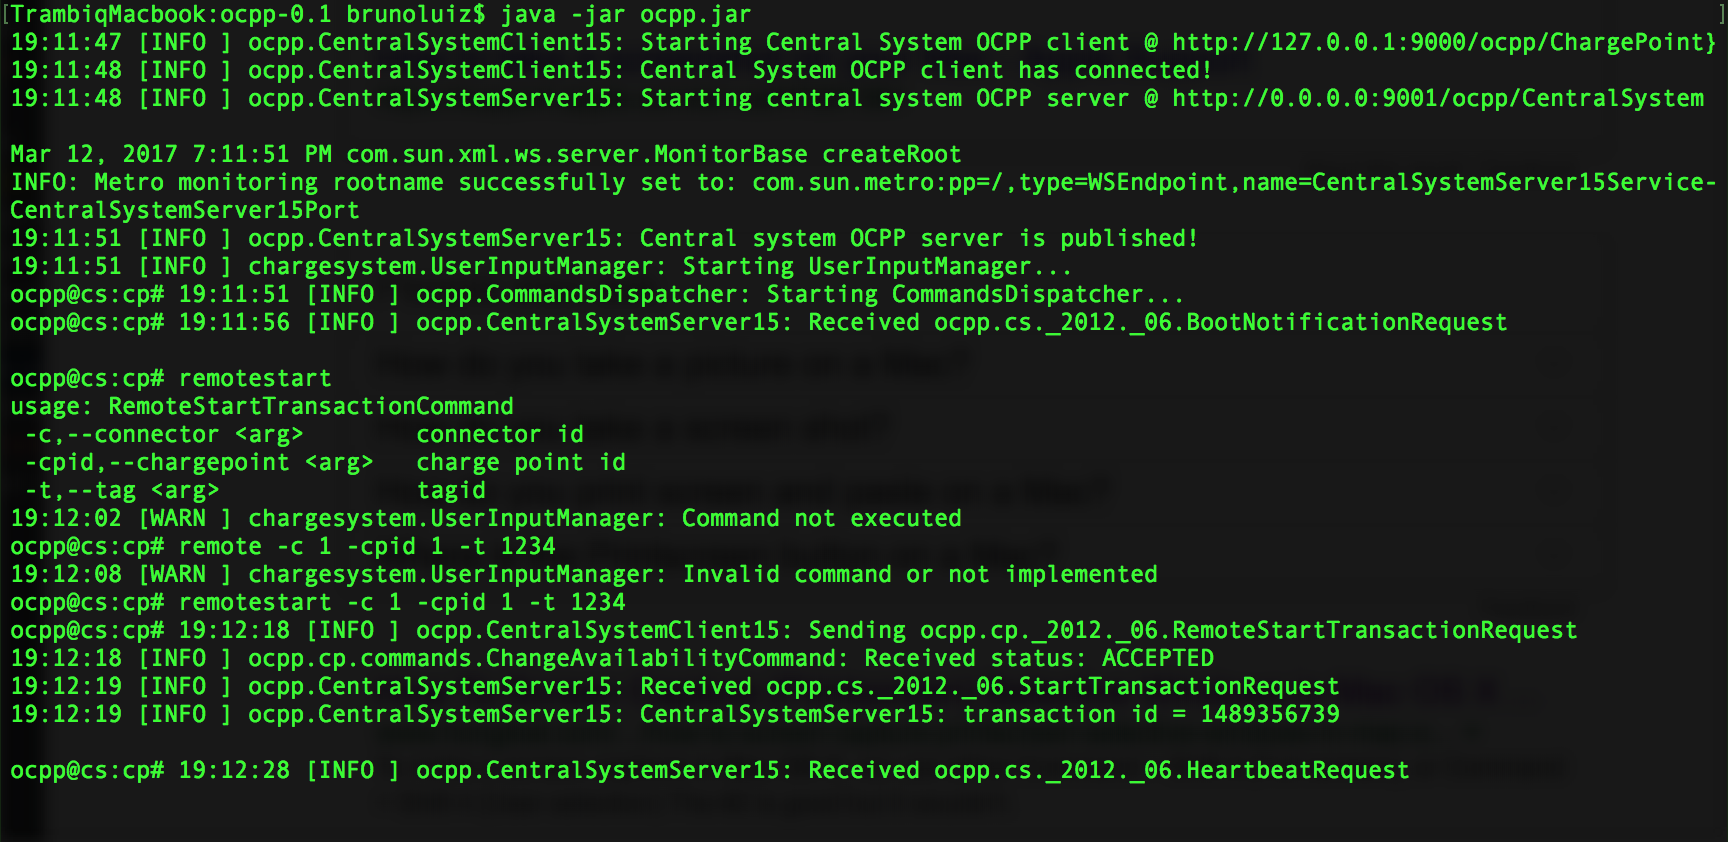 [TrambiqMacbook:ocpp-0.1 brunoluiz$ java -jar ocpp.jar ]
19:11:47 [INFO ] ocpp.CentralSystemClient15: Starting Central System OCPP client @ http://127.0.0.1:9000/ocpp/ChargePoint}
19:11:48 [INFO ] ocpp.CentralSystemClient15: Central System OCPP client has connected!
19:11:48 [INFO ] ocpp.CentralSystemServer15: Starting central system OCPP server @ http://0.0.0.0:9001/ocpp/CentralSystem
Mar 12, 2017 7:11:51 PM com.sun.xml.ws.server.MonitorBase createRoot
INFO: Metro monitoring rootname successfully set to: com.sun.metro:pp=/,type=WSEndpoint,name=CentralSystemServer15Service-
CentralSystemServer15Port
19:11:51 [INFO ] ocpp.CentralSystemServer15: Central system OCPP server is published!
19:11:51 [INFO ] chargesystem.UserInputManager: Starting UserInputManager...
ocpp@cs:cp# 19:11:51 [INFO ] ocpp.CommandsDispatcher: Starting CommandsDispatcher...
ocpp@cs:cp# 19:11:56 [INFO ] ocpp.CentralSystemServer15: Received ocpp.cs._2012._06.BootNotificationRequest
ocpp@cs:cp# remotestart
usage: RemoteStartTransactionCommand
-c,--connector <arg> connector id
-cpid,--chargepoint <arg> charge point id
-t,--tag <arg> tagid
19:12:02 [WARN ] chargesystem.UserInputManager: Command not executed
ocpp@cs:cp# remote -c 1 -cpid 1 -t 1234
19:12:08 [WARN ] chargesystem.UserInputManager: Invalid command or not implemented
ocpp@cs:cp# remotestart -c 1 -cpid 1 -t 1234
ocpp@cs:cp# 19:12:18 [INFO ] ocpp.CentralSystemClient15: Sending ocpp.cp._2012._06.RemoteStartTransactionRequest
19:12:18 [INFO ] ocpp.cp.commands.ChangeAvailabilityCommand: Received status: ACCEPTED
19:12:19 [INFO ] ocpp.CentralSystemServer15: Received ocpp.cs._2012._06.StartTransactionRequest
19:12:19 [INFO ] ocpp.CentralSystemServer15: CentralSystemServer15: transaction id = 1489356739
ocpp@cs:cp# 19:12:28 [INFO ] ocpp.CentralSystemServer15: Received ocpp.cs._2012._06.HeartbeatRequest